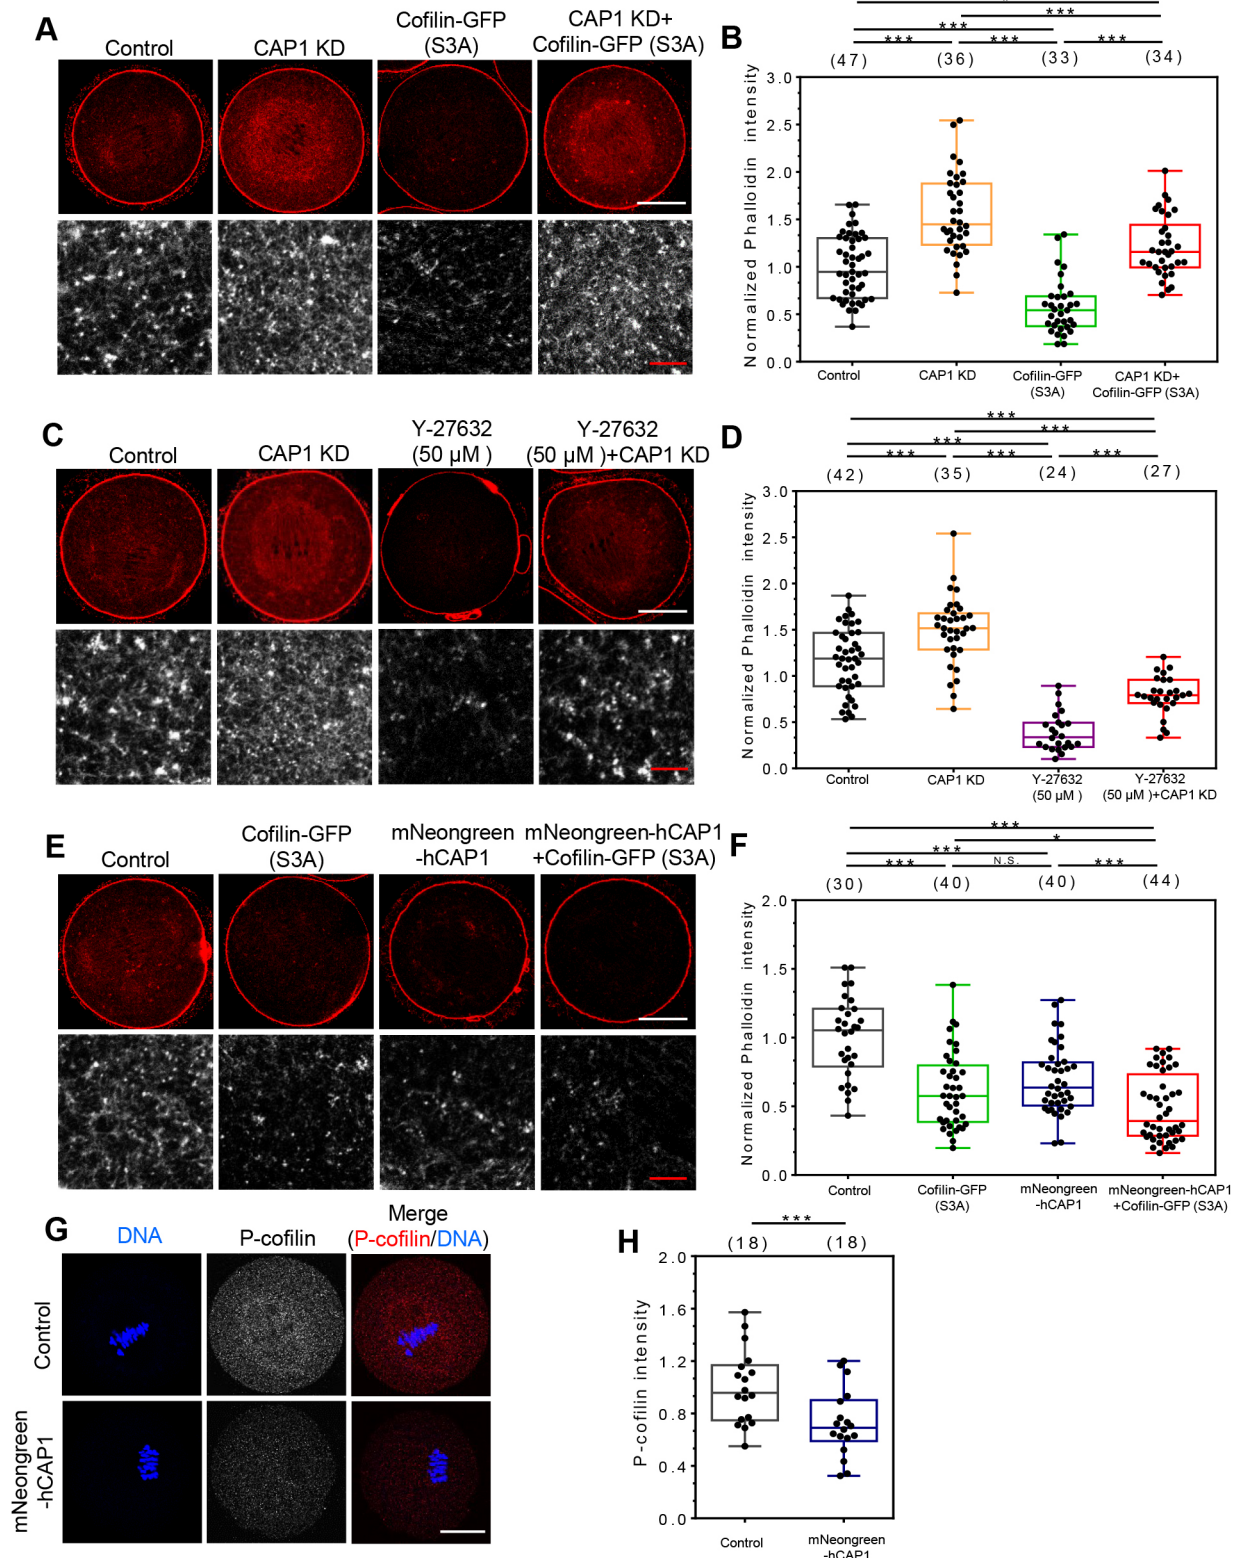 A
Control
CAP1 KD
Cofilin-GFP
(S3A)
CAP1 KD+
Cofilin-GFP (S3A)
B
***
***
***
***
***
(47)
(36)
(33)
(34)
Normalized Phalloidin intensity
3.0
2.5
2.0
1.5
1.0
0.5
0.0
Control
CAP1 KD
Cofilin-GFP
(S3A)
CAP1 KD+
Cofilin-GFP (S3A)
C
Control
CAP1 KD
Y-27632
(50 µM )
Y-27632
(50 µM )+CAP1 KD
D
***
***
***
***
***
***
(42)
(35)
(24)
(27)
Normalized Phalloidin intensity
3.0
2.5
2.0
1.5
1.0
0.5
0.0
Control
CAP1 KD
Y-27632
(50 µM )
Y-27632
(50 µM )+CAP1 KD
E
Control
Cofilin-GFP
(S3A)
mNeongreen
-hCAP1
mNeongreen-hCAP1
+Cofilin-GFP (S3A)
F
***
*
***
***
N.S.
***
(30)
(40)
(40)
(44)
Normalized Phalloidin intensity
2.0
1.5
1.0
0.5
0.0
Control
Cofilin-GFP
(S3A)
mNeongreen
-hCAP1
mNeongreen-hCAP1
+Cofilin-GFP (S3A)
G
DNA
P-cofilin
Merge
(P-cofilin/DNA)
Control
mNeongreen
-hCAP1
H
***
(18)
(18)
P-cofilin intensity
2.0
1.6
1.2
0.8
0.4
0.0
Control
mNeongreen
-hCAP1